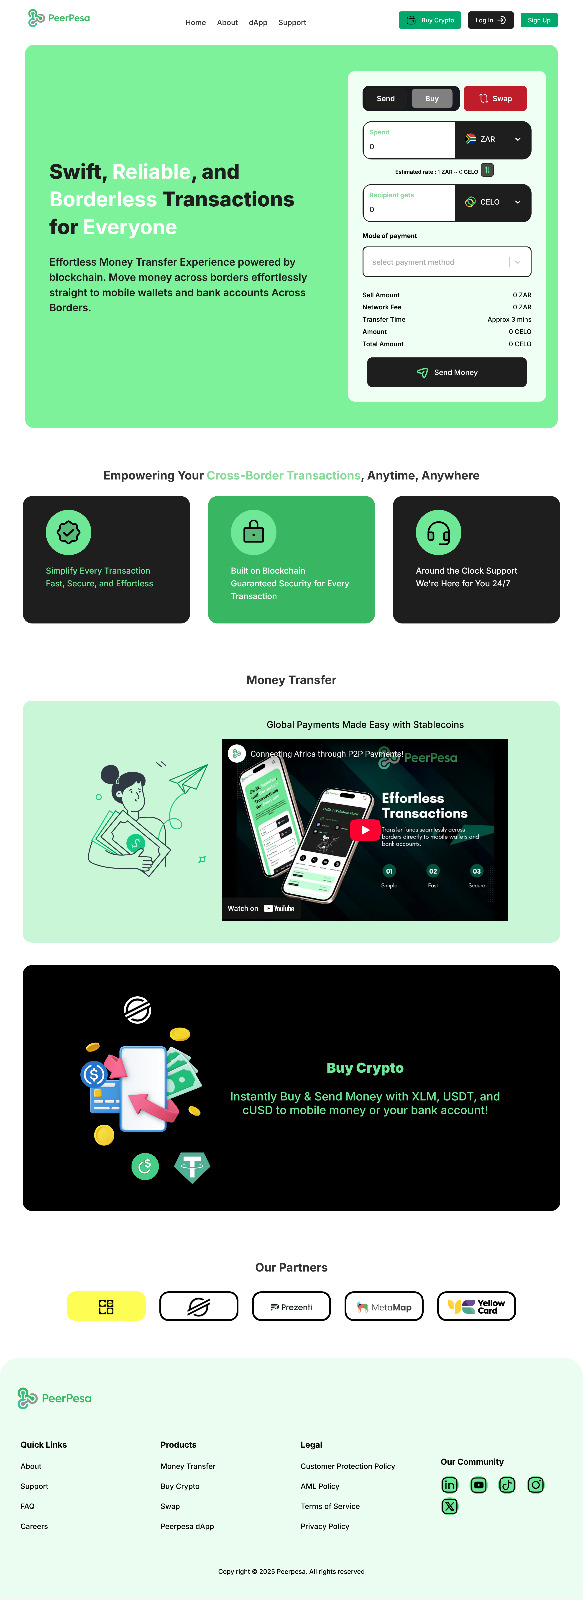 PeerPesa
Home About dApp Support
Buy Crypto
Log In
Sign Up
Send Buy Swap
Spend
0
ZAR
Estimated rate : 1 ZAR ~ 0 CELO
Recipient gets
0
CELO
Mode of payment
select payment method
Sell Amount 0 ZAR
Network Fee 0 ZAR
Transfer Time Approx 3 mins
Amount 0 CELO
Total Amount 0 CELO
Send Money
Swift, Reliable, and
Borderless Transactions
for Everyone
Effortless Money Transfer Experience powered by
blockchain. Move money across borders effortlessly
straight to mobile wallets and bank accounts Across
Borders.
Empowering Your Cross-Border Transactions, Anytime, Anywhere
Simplify Every Transaction
Fast, Secure, and Effortless
Built on Blockchain
Guaranteed Security for Every
Transaction
Around the Clock Support
We're Here for You 24/7
Money Transfer
Global Payments Made Easy with Stablecoins
Connecting Africa through P2P Payments!
PeerPesa
Effortless
Transactions
Transfer funds seamlessly across
borders directly to mobile wallets and
bank accounts.
01 02 03
Simple Fast Secure
Watch on YouTube
Buy Crypto
Instantly Buy & Send Money with XLM, USDT, and
cUSD to mobile money or your bank account!
Our Partners
Prezenti
MetaMap
Yellow
Card
PeerPesa
Quick Links
About
Support
FAQ
Careers
Products
Money Transfer
Buy Crypto
Swap
Peerpesa dApp
Legal
Customer Protection Policy
AML Policy
Terms of Service
Privacy Policy
Our Community
Copy right © 2025 Peerpesa. All rights reserved